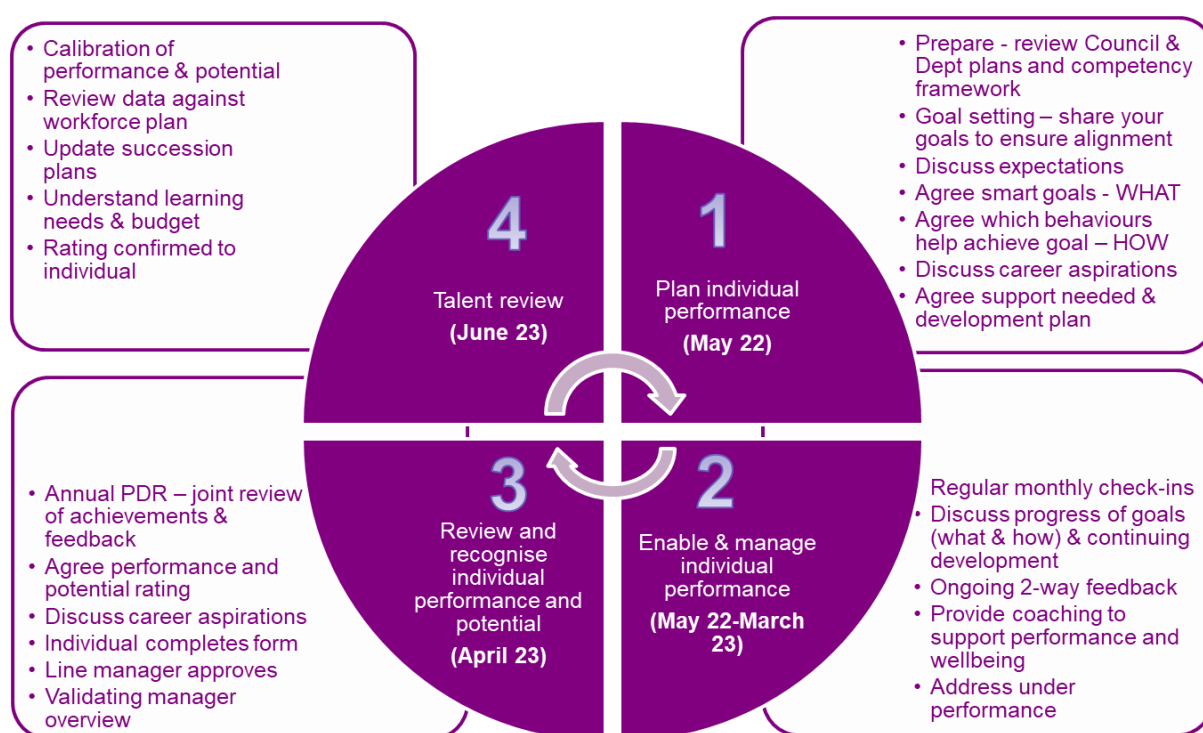 • Calibration of
performance & potential
• Review data against
workforce plan
• Update succession
plans
• Understand learning
needs & budget
• Rating confirmed to
individual
4
Talent review
(June 23)
1
Plan individual
performance
(May 22)
• Prepare - review Council &
Dept plans and competency
framework
• Goal setting – share your
goals to ensure alignment
• Discuss expectations
• Agree smart goals - WHAT
• Agree which behaviours
help achieve goal – HOW
• Discuss career aspirations
• Agree support needed &
development plan
• Annual PDR – joint review
of achievements &
feedback
• Agree performance and
potential rating
• Discuss career aspirations
• Individual completes form
• Line manager approves
• Validating manager
overview
3
Review and
recognise
individual
performance and
potential
(April 23)
2
Enable & manage
individual
performance
(May 22-March
23)
Regular monthly check-ins
• Discuss progress of goals
(what & how) & continuing
development
• Ongoing 2-way feedback
• Provide coaching to
support performance and
wellbeing
• Address under
performance